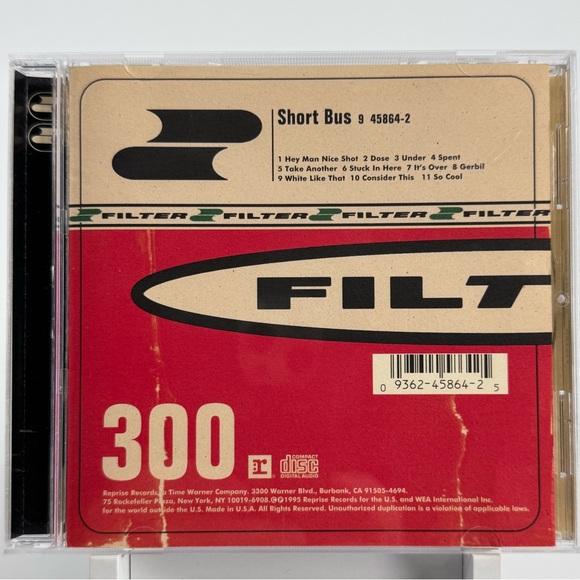 Short Bus 9 45864-2
1 Hey Man Nice Shot 2 Dose 3 Under 4 Spent
5 Take Another 6 Stuck In Here 7 It's Over 8 Gerbil
9 White Like That 10 Consider This 11 So Cool
FILTER FILTER FILTER FILTER
FILT
0 9362-45864-2 5
300
r
COMPACT
disc
DIGITAL AUDIO
Reprise Records, a Time Warner Company. 3300 Warner Blvd., Burbank, CA 91505-4694.
75 Rockefeller Plaza, New York, NY 10019-6908. ©℗1995 Reprise Records for the U.S. and WEA International Inc.
for the world outside the U.S. Made in U.S.A. All Rights Reserved. Unauthorized duplication is a violation of applicable laws.